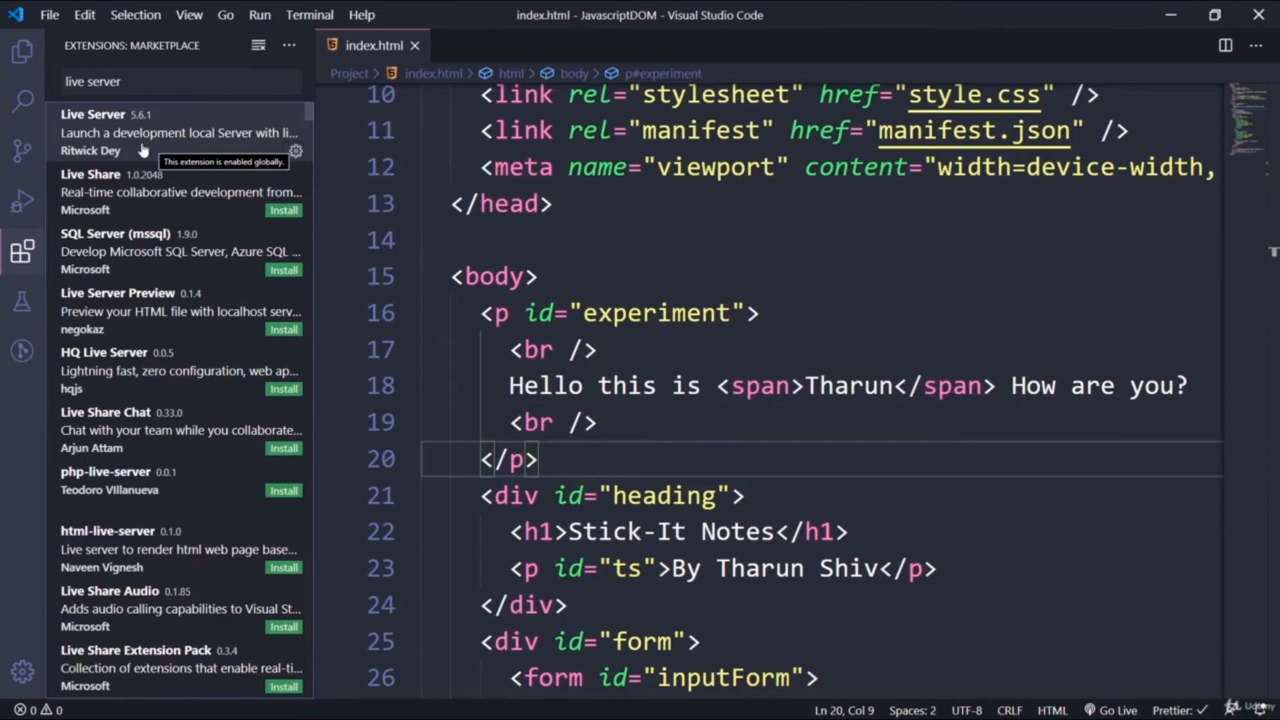 File Edit Selection View Go Run Terminal Help
index.html - JavascriptDOM - Visual Studio Code
EXTENSIONS: MARKETPLACE
live server
Live Server 5.6.1
Launch a development local Server with li...
Ritwick Dey
This extension is enabled globally.
Live Share 1.0.2048
Real-time collaborative development from...
Microsoft Install
SQL Server (mssql) 1.9.0
Develop Microsoft SQL Server, Azure SQL ...
Microsoft Install
Live Server Preview 0.1.4
Preview your HTML file with localhost serv...
negokaz Install
HQ Live Server 0.0.5
Lightning fast, zero configuration, web ap...
hqjs Install
Live Share Chat 0.33.0
Chat with your team while you collaborate...
Arjun Attam Install
php-live-server 0.0.1
Teodoro VIllanueva Install
html-live-server 0.1.0
Live server to render html web page base...
Naveen Vignesh Install
Live Share Audio 0.1.85
Adds audio calling capabilities to Visual St...
Microsoft Install
Live Share Extension Pack 0.3.4
Collection of extensions that enable real-ti...
Microsoft Install
index.html
Project > index.html > html > body > p#experiment
10 <link rel="stylesheet" href="style.css" />
11 <link rel="manifest" href="manifest.json" />
12 <meta name="viewport" content="width=device-width,
13 </head>
14
15 <body>
16 <p id="experiment">
17 <br />
18 Hello this is <span>Tharun</span> How are you?
19 <br />
20 </p>
21 <div id="heading">
22 <h1>Stick-It Notes</h1>
23 <p id="ts">By Tharun Shiv</p>
24 </div>
25 <div id="form">
26 <form id="inputForm">
0 0
Ln 20, Col 9 Spaces: 2 UTF-8 CRLF HTML Go Live Prettier: ✓
Udemy